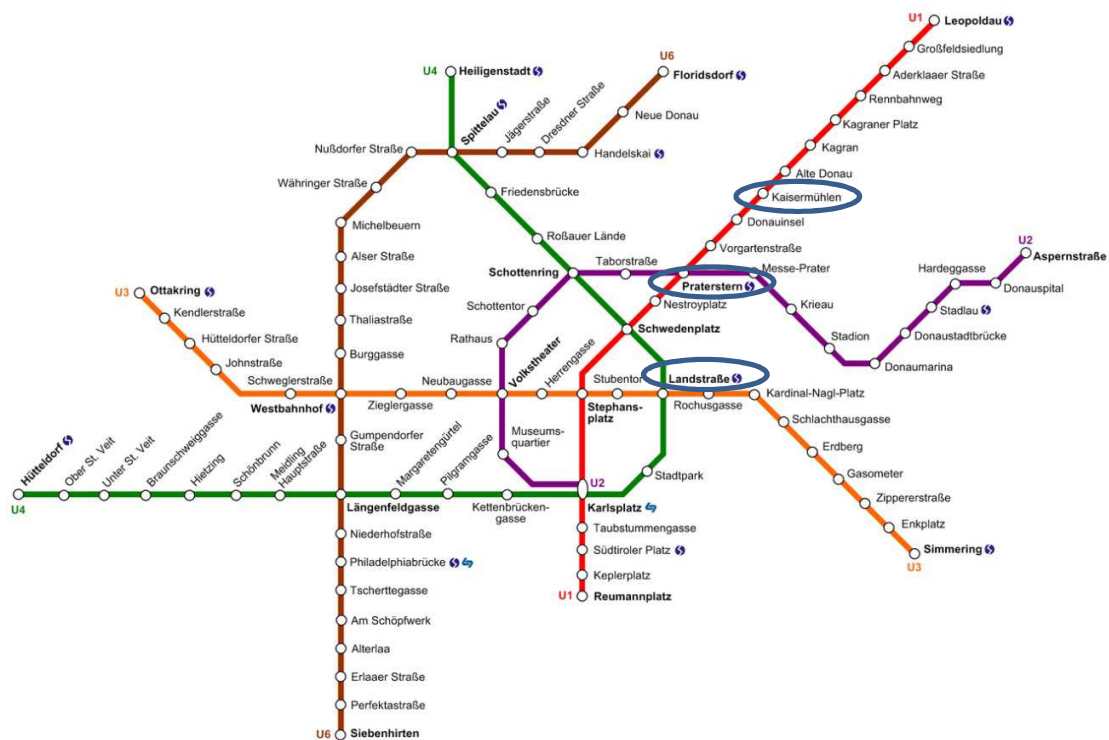 U1
Leopoldau
Großfeldsiedlung
Aderklaaer Straße
Rennbahnweg
Kagraner Platz
Kagran
Alte Donau
Kaisermühlen
Donauinsel
Vorgartenstraße
U6
Floridsdorf
Neue Donau
Handelskai
Dresdner Straße
Jägerstraße
U4
Heiligenstadt
Spittelau
Nußdorfer Straße
Währinger Straße
Michelbeuern
Alser Straße
Josefstädter Straße
Thaliastraße
Burggasse
Friedensbrücke
Roßauer Lände
Schottenring
Taborstraße
Praterstern
Messe-Prater
Krieau
Stadion
Donaumarina
Donaustadtbrücke
Stadlau
Hardeggasse
Donauspital
U2
Aspernstraße
Nestroyplatz
Schwedenplatz
Schottentor
Rathaus
Volkstheater
Herrengasse
Stubentor
Landstraße
U3
Ottakring
Kendlerstraße
Hütteldorfer Straße
Johnstraße
Schweglerstraße
Westbahnhof
Zieglergasse
Neubaugasse
Stephans-
platz
Rochusgasse
Kardinal-Nagl-Platz
Schlachthausgasse
Erdberg
Gasometer
Zippererstraße
Enkplatz
Simmering
U3
Gumpendorfer
Straße
Museums-
quartier
Stadtpark
U2
Karlsplatz
Hütteldorf
Ober St. Veit
Unter St. Veit
Braunschweiggasse
Hietzing
Schönbrunn
Meidling
Hauptstraße
U4
Längenfeldgasse
Margaretengürtel
Pilgramgasse
Kettenbrücken-
gasse
Taubstummengasse
Südtiroler Platz
Keplerplatz
U1
Reumannplatz
Niederhofstraße
Philadelphiabrücke
Tscherttegasse
Am Schöpfwerk
Alterlaa
Erlaaer Straße
Perfektastraße
U6
Siebenhirten